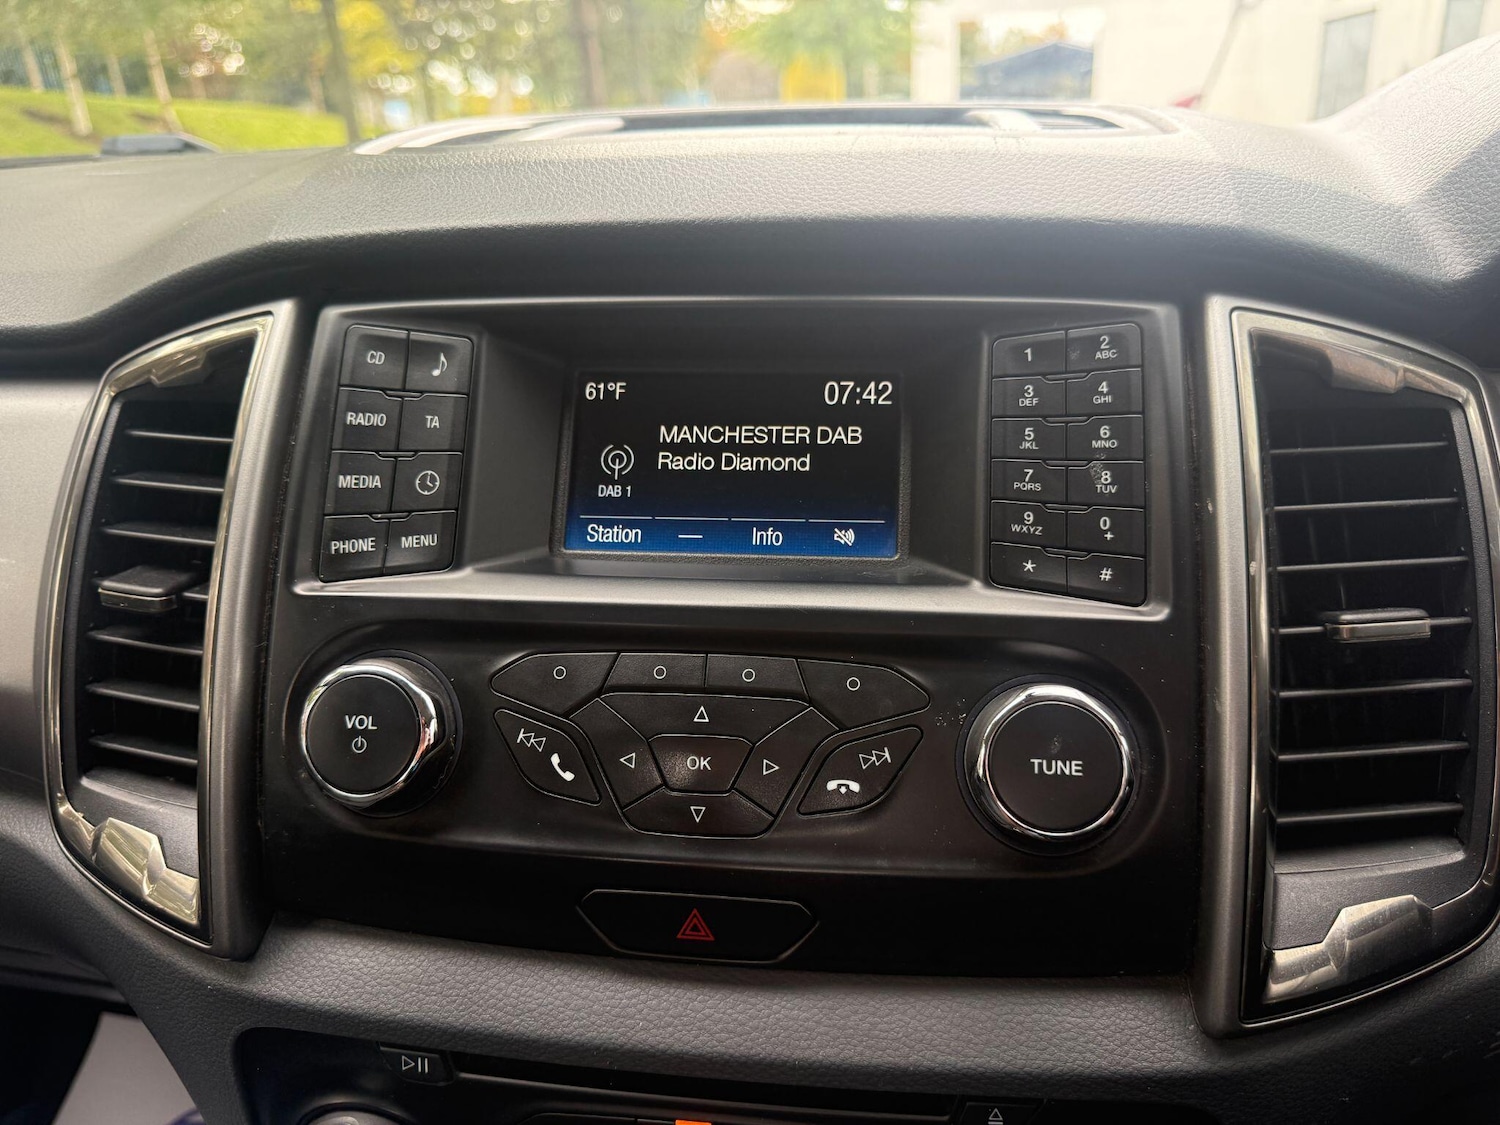 CD
RADIO TA
MEDIA
PHONE MENU
61°F 07:42
MANCHESTER DAB
Radio Diamond
DAB 1
Station — Info
1 2 ABC
3 DEF 4 GHI
5 JKL 6 MNO
7 PQRS 8 TUV
9 WXYZ 0 +
* #
VOL
OK
TUNE